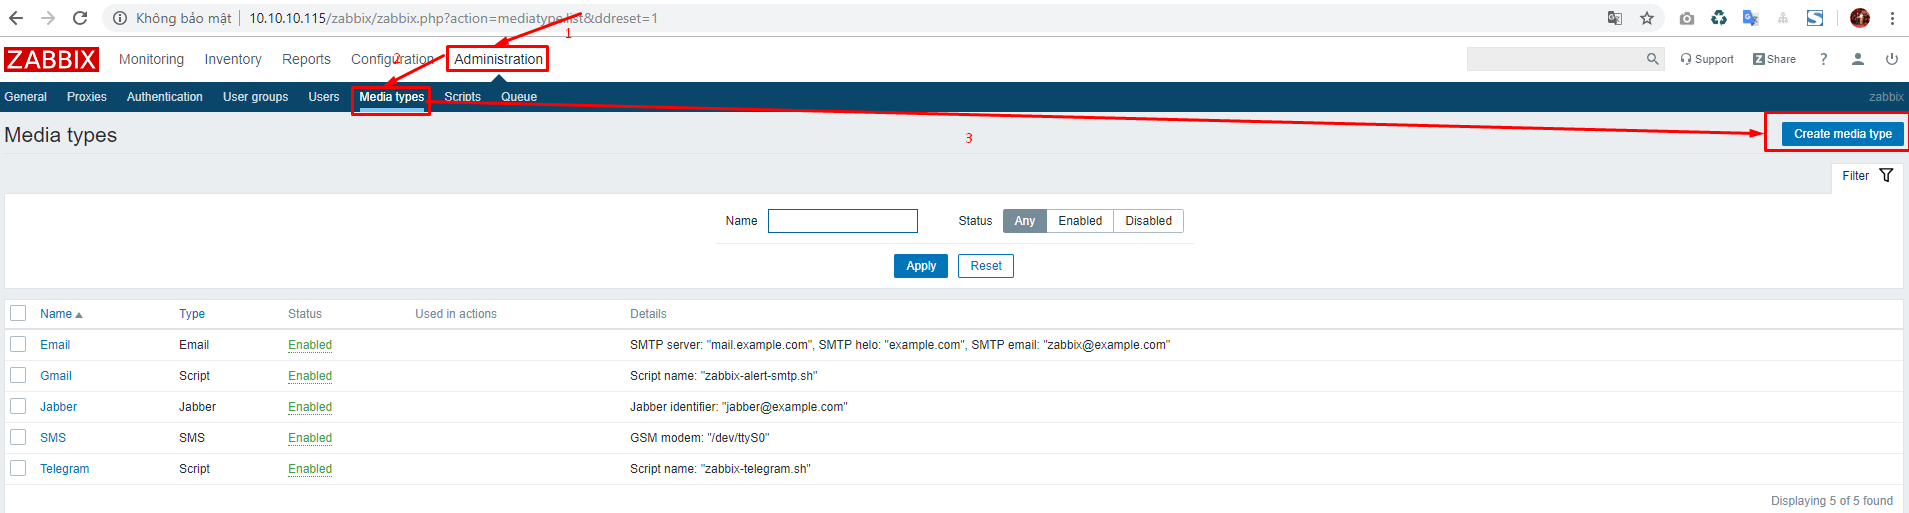 Không bảo mật | 10.10.10.115/zabbix/zabbix.php?action=mediatype.list&ddreset=1
1
ZABBIX Monitoring Inventory Reports Configuration Administration Support Z Share ?
2
General Proxies Authentication User groups Users Media types Scripts Queue zabbix
Media types Create media type
3
Filter
Name Status Any Enabled Disabled
Apply Reset
Name Type Status Used in actions Details
Email Email Enabled SMTP server: "mail.example.com", SMTP helo: "example.com", SMTP email: "zabbix@example.com"
Gmail Script Enabled Script name: "zabbix-alert-smtp.sh"
Jabber Jabber Enabled Jabber identifier: "jabber@example.com"
SMS SMS Enabled GSM modem: "/dev/ttyS0"
Telegram Script Enabled Script name: "zabbix-telegram.sh"
Displaying 5 of 5 found